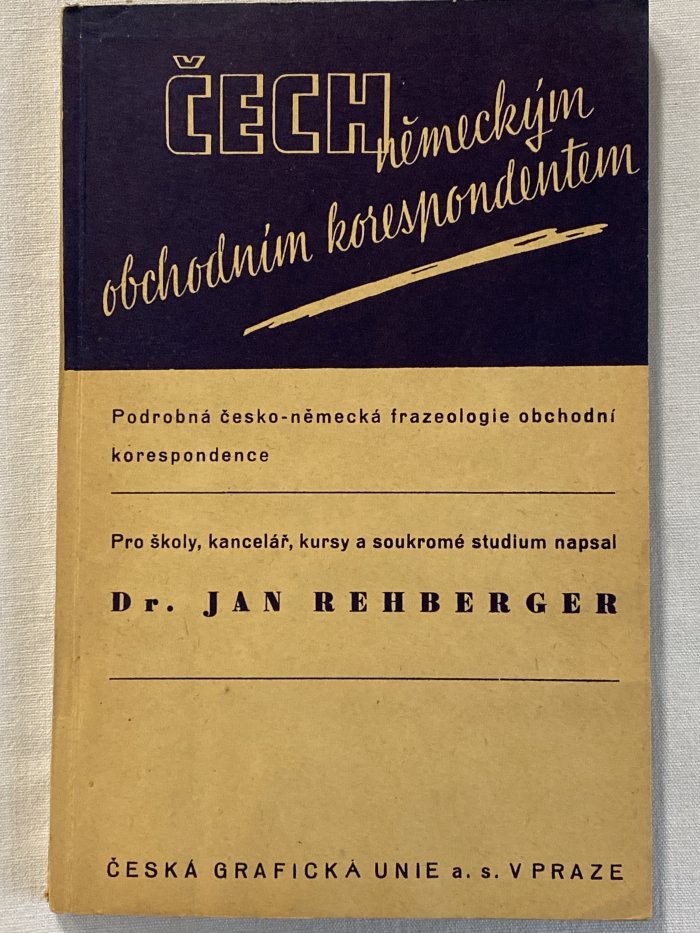 ČECH
německým
obchodním korespondentem
Podrobná česko-německá frazeologie obchodní
korespondence
Pro školy, kancelář, kursy a soukromé studium napsal
Dr. JAN REHBERGER
ČESKÁ GRAFICKÁ UNIE a. s. V PRAZE